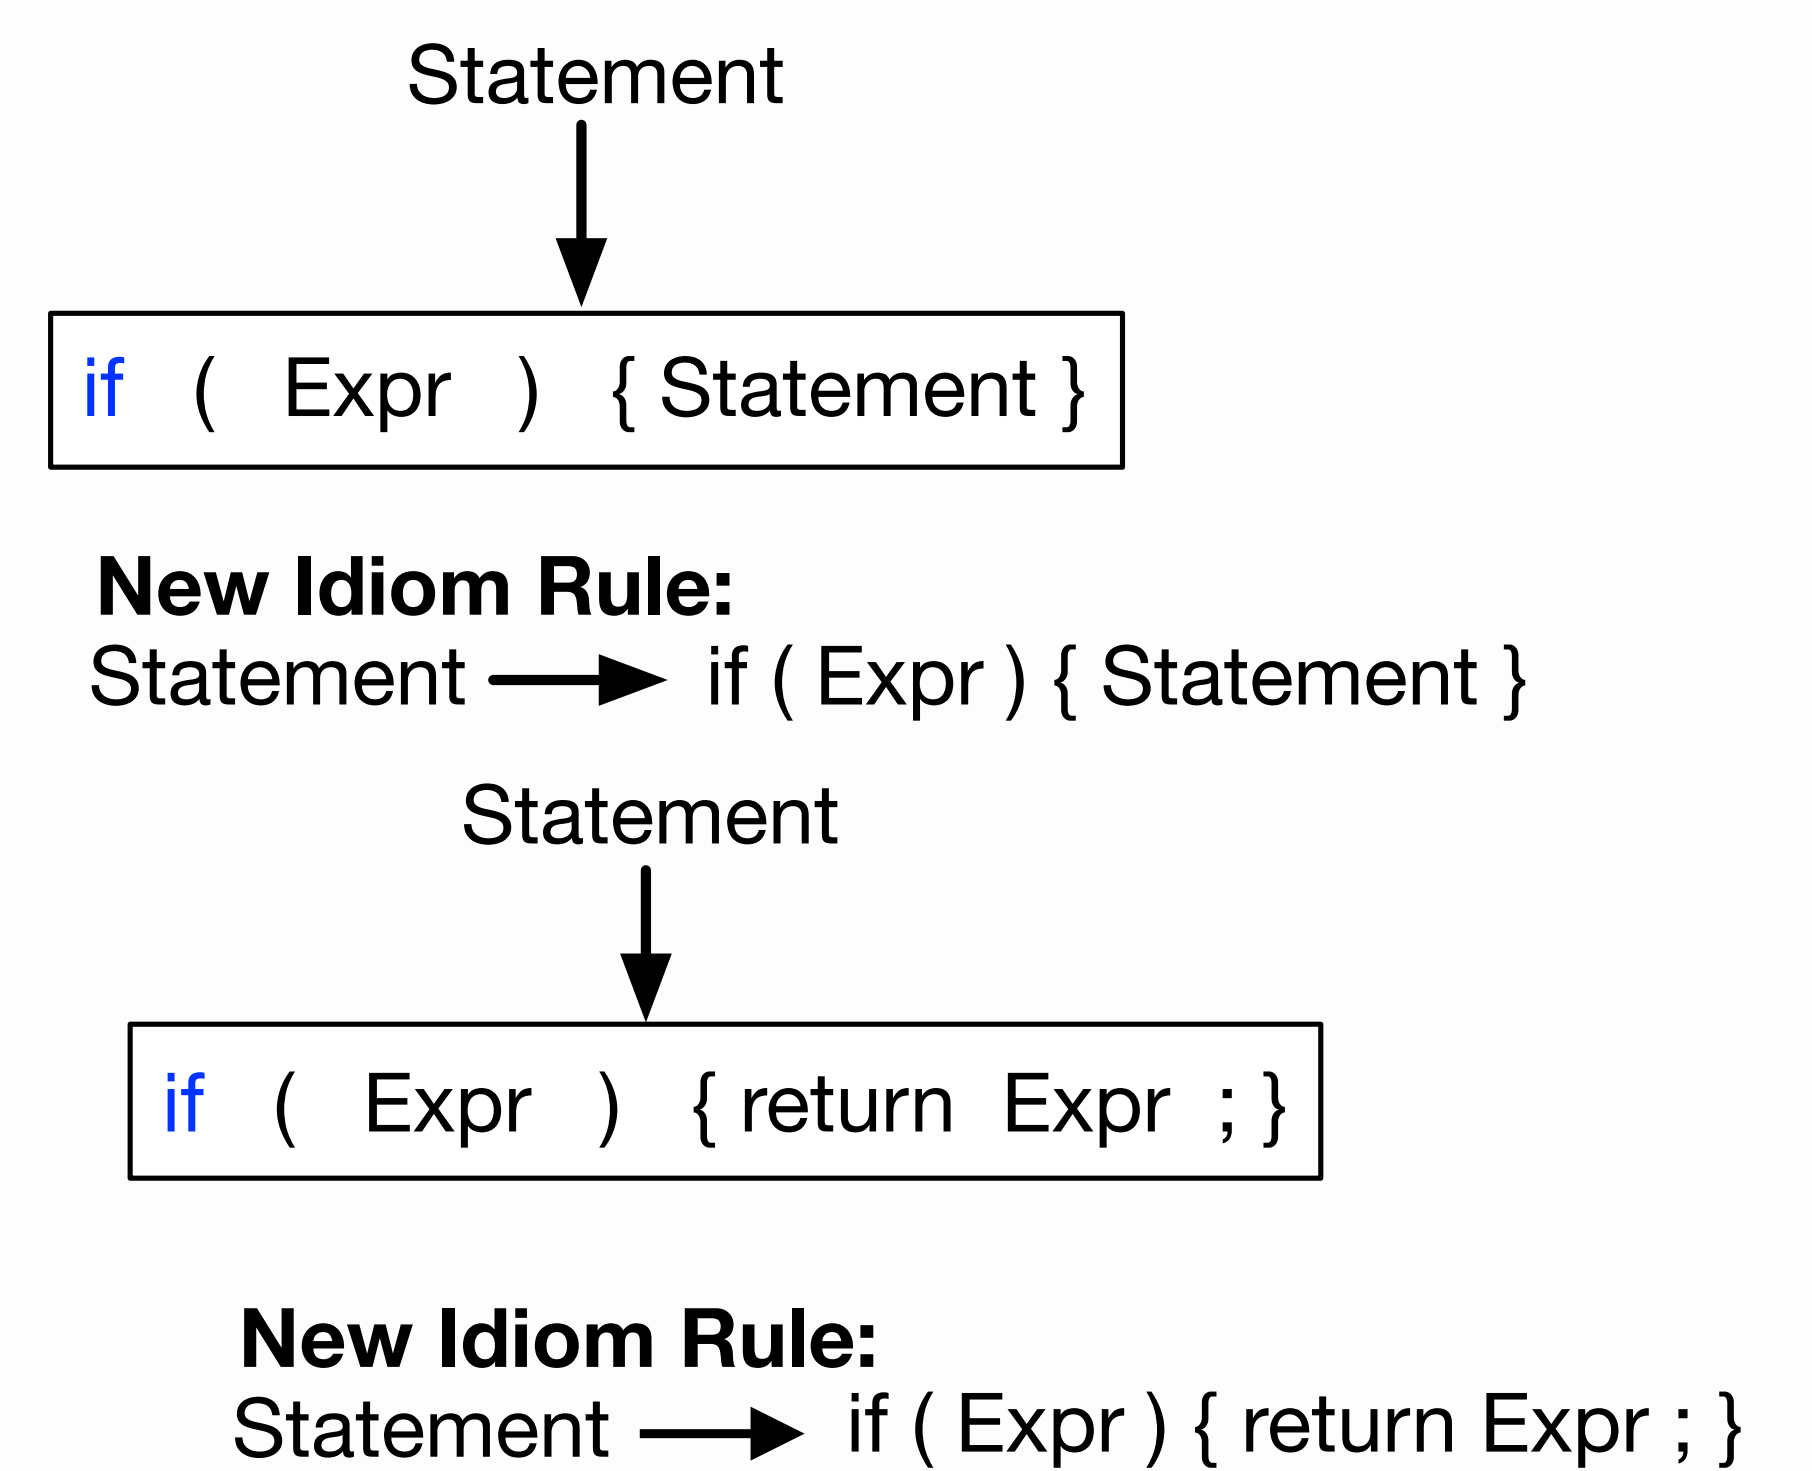 Statement
if ( Expr ) { Statement }
New Idiom Rule:
Statement if ( Expr ) { Statement }
Statement
if ( Expr ) { return Expr ; }
New Idiom Rule:
Statement if ( Expr ) { return Expr ; }